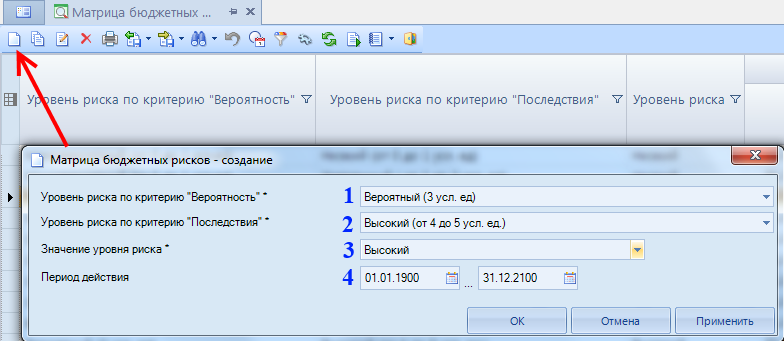 Матрица бюджетных ...
Уровень риска по критерию "Вероятность"
Уровень риска по критерию "Последствия"
Уровень риска
Матрица бюджетных рисков - создание
Уровень риска по критерию "Вероятность" * 1 Вероятный (3 усл. ед)
Уровень риска по критерию "Последствия" * 2 Высокий (от 4 до 5 усл. ед.)
Значение уровня риска * 3 Высокий
Период действия 4 01.01.1900 ... 31.12.2100
ОК Отмена Применить